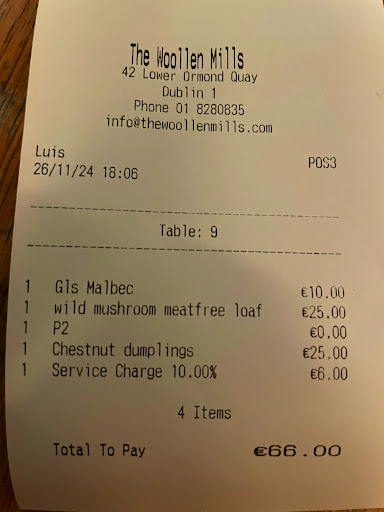 The Woollen Mills
42 Lower Ormond Quay
Dublin 1
Phone 01 8280835
info@thewoollenmills.com
Luis POS3
26/11/24 18:06
Table: 9
1 Gls Malbec €10.00
1 wild mushroom meatfree loaf €25.00
1 P2 €0.00
1 Chestnut dumplings €25.00
1 Service Charge 10.00% €6.00
4 Items
Total To Pay €66.00